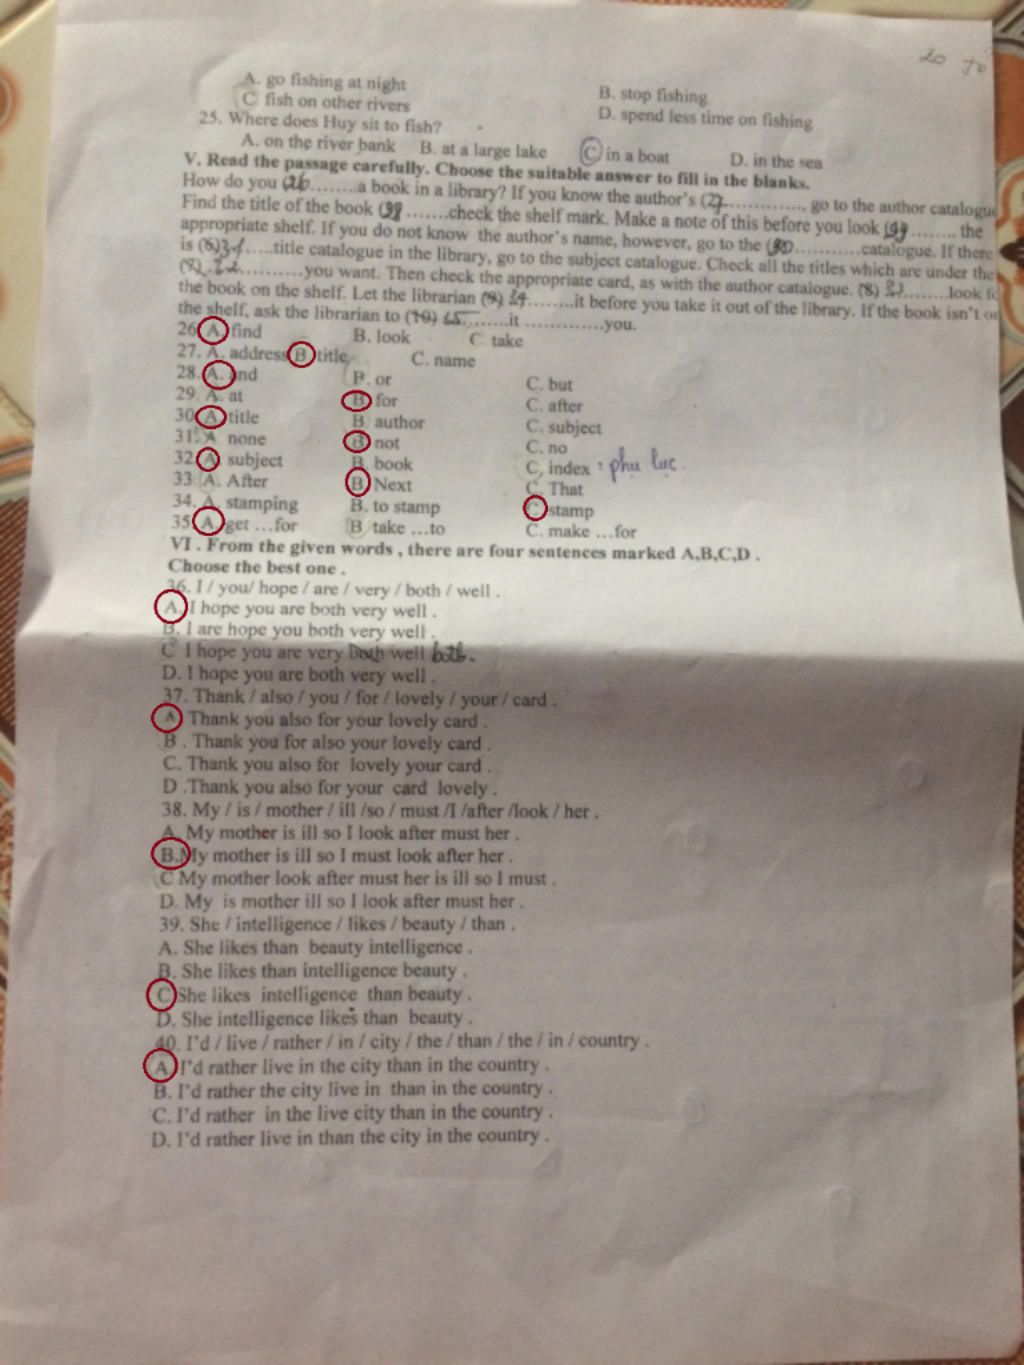 20
A. go fishing at night B. stop fishing
C. fish on other rivers D. spend less time on fishing
25. Where does Huy sit to fish?
A. on the river bank B. at a large lake C in a boat D. in the sea
V. Read the passage carefully. Choose the suitable answer to fill in the blanks.
How do you (26........a book in a library? If you know the author's (27............., go to the author catalogue
Find the title of the book (28.......check the shelf mark. Make a note of this before you look (29......... the
appropriate shelf. If you do not know the author's name, however, go to the (30............catalogue. If there
is (6)31.....title catalogue in the library, go to the subject catalogue. Check all the titles which are under the
(7).32..........you want. Then check the appropriate card, as with the author catalogue. (8) 33........look
the book on the shelf. Let the librarian (9) 34........it before you take it out of the library. If the book isn't
the shelf, ask the librarian to (10) 35........it .............you.
26. A. find B. look C. take
27. A. address B. title C. name
28. A. and B. or C. but
29. A. at B for C. after
30. A. title B. author C. subject
31. A none B not C. no
32. A. subject B. book C. index : phụ lục
33. A. After B Next C. That
34. A. stamping B. to stamp C. stamp
35. A. get ...for B take ...to C. make ...for
VI . From the given words , there are four sentences marked A,B,C,D .
Choose the best one .
36. I / you/ hope / are / very / both / well .
A. I hope you are both very well .
B. I are hope you both very well .
C I hope you are very both well both.
D. I hope you are both very well .
37. Thank / also / you / for / lovely / your / card .
A Thank you also for your lovely card .
B . Thank you for also your lovely card .
C. Thank you also for lovely your card .
D .Thank you also for your card lovely .
38. My / is / mother / ill /so / must /I /after /look / her .
A. My mother is ill so I look after must her .
B. My mother is ill so I must look after her .
C My mother look after must her is ill so I must .
D. My is mother ill so I look after must her .
39. She / intelligence / likes / beauty / than .
A. She likes than beauty intelligence .
B. She likes than intelligence beauty .
C She likes intelligence than beauty .
D. She intelligence likes than beauty .
40. I'd / live / rather / in / city / the / than / the / in / country .
A I'd rather live in the city than in the country .
B. I'd rather the city live in than in the country .
C. I'd rather in the live city than in the country .
D. I'd rather live in than the city in the country .